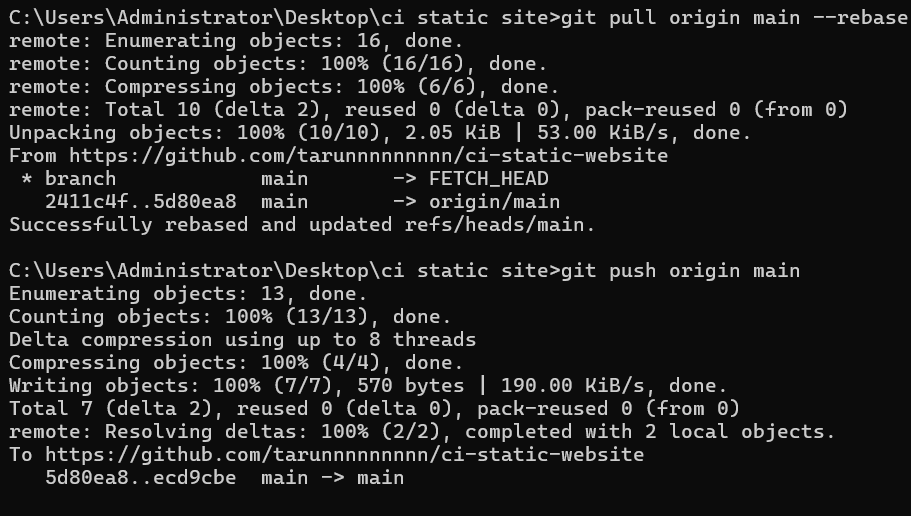 C:\Users\Administrator\Desktop\ci static site>git pull origin main --rebase
remote: Enumerating objects: 16, done.
remote: Counting objects: 100% (16/16), done.
remote: Compressing objects: 100% (6/6), done.
remote: Total 10 (delta 2), reused 0 (delta 0), pack-reused 0 (from 0)
Unpacking objects: 100% (10/10), 2.05 KiB | 53.00 KiB/s, done.
From https://github.com/tarunnnnnnnnnn/ci-static-website
 * branch            main       -> FETCH_HEAD
   2411c4f..5d80ea8  main       -> origin/main
Successfully rebased and updated refs/heads/main.

C:\Users\Administrator\Desktop\ci static site>git push origin main
Enumerating objects: 13, done.
Counting objects: 100% (13/13), done.
Delta compression using up to 8 threads
Compressing objects: 100% (4/4), done.
Writing objects: 100% (7/7), 570 bytes | 190.00 KiB/s, done.
Total 7 (delta 2), reused 0 (delta 0), pack-reused 0 (from 0)
remote: Resolving deltas: 100% (2/2), completed with 2 local objects.
To https://github.com/tarunnnnnnnnn/ci-static-website
   5d80ea8..ecd9cbe  main -> main